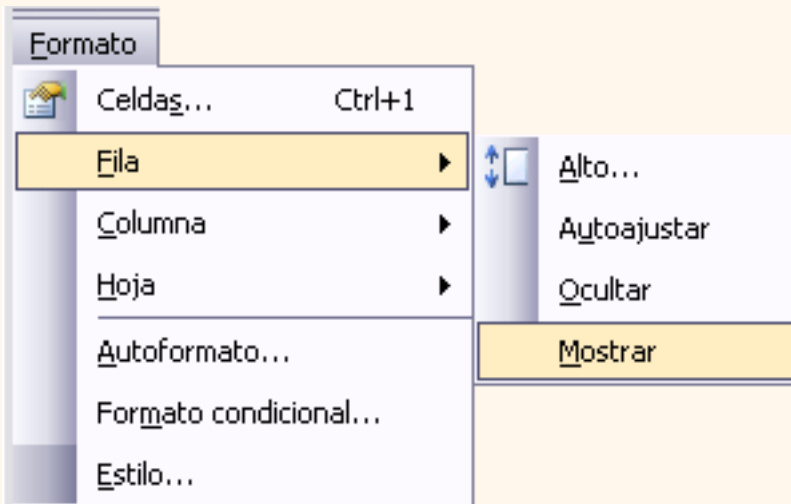 Formato
Celdas... Ctrl+1
Fila
Columna
Hoja
Autoformato...
Formato condicional...
Estilo...
Alto...
Autoajustar
Ocultar
Mostrar